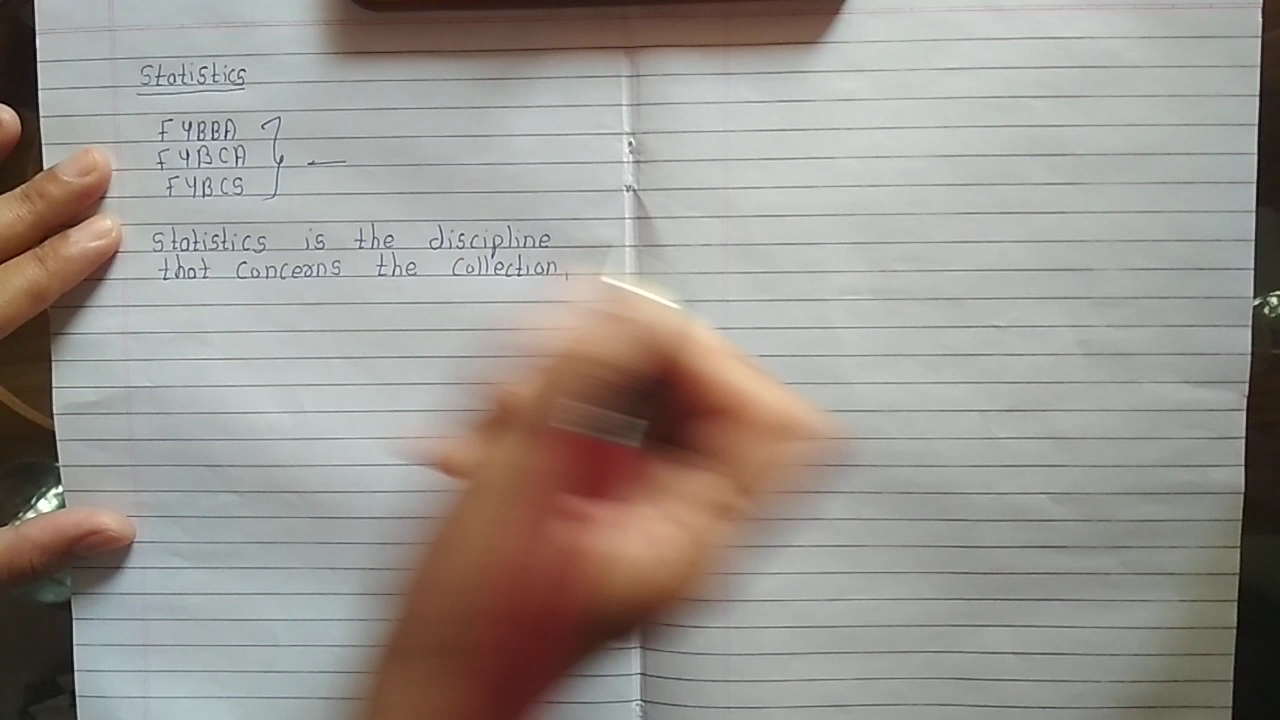 Statistics
FYBBA
FYBCA
FYBCS
Statistics is the discipline
that concerns the collection,